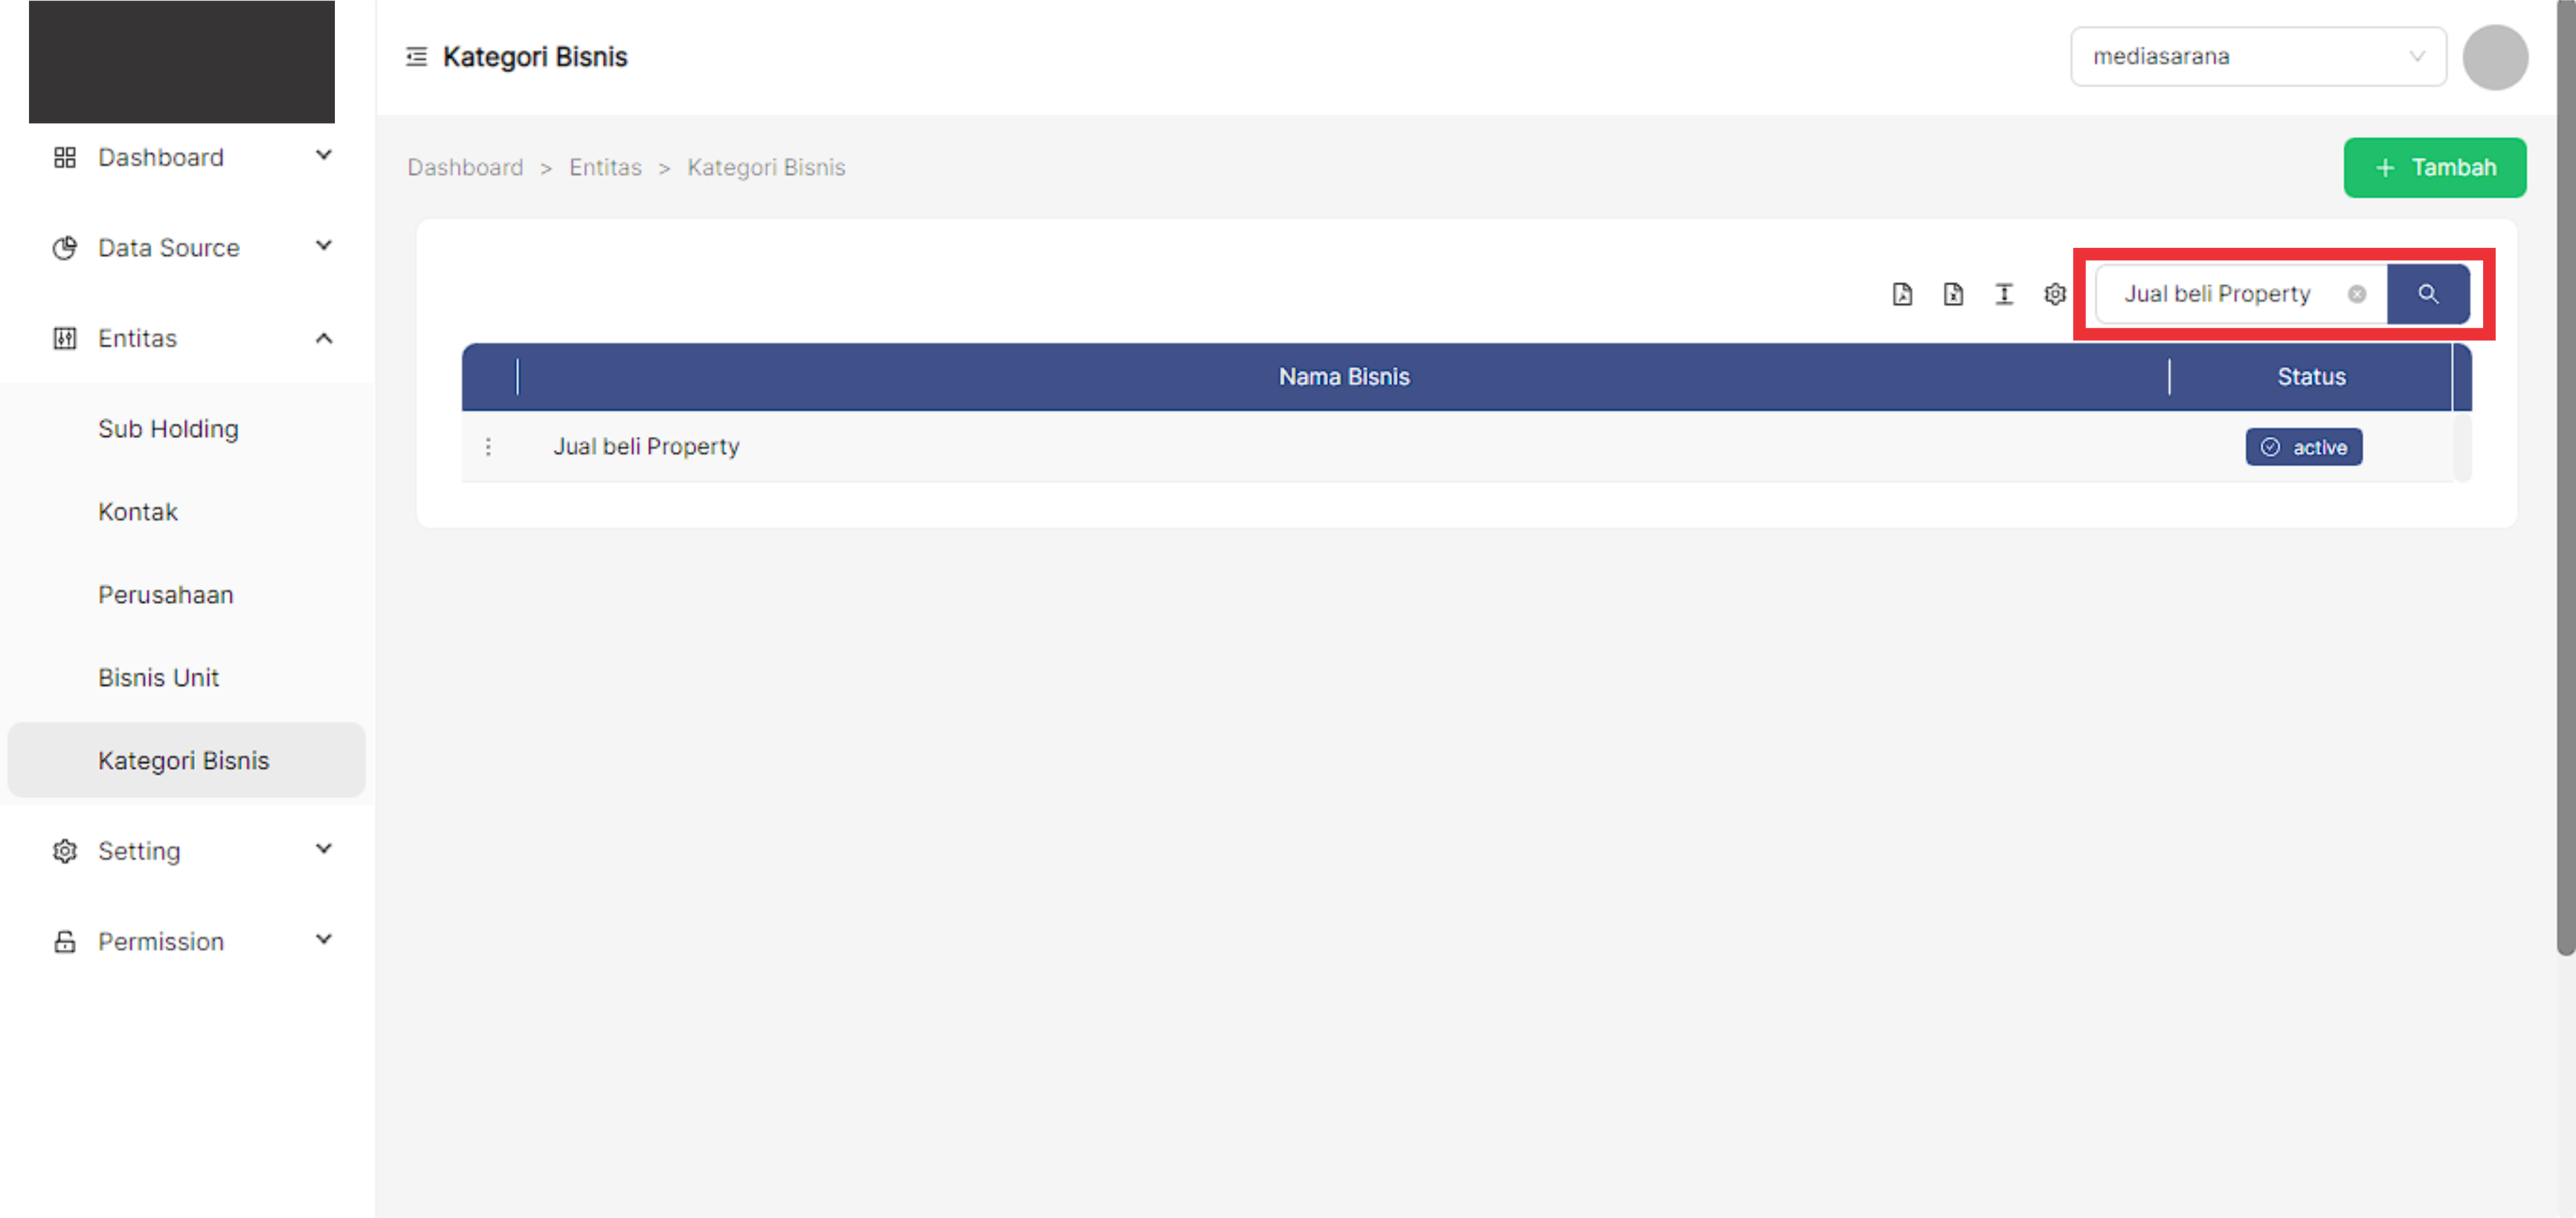 Kategori Bisnis
mediasarana
Dashboard
Data Source
Entitas
Sub Holding
Kontak
Perusahaan
Bisnis Unit
Kategori Bisnis
Setting
Permission
Dashboard > Entitas > Kategori Bisnis
+ Tambah
Jual beli Property
Nama Bisnis Status
Jual beli Property active